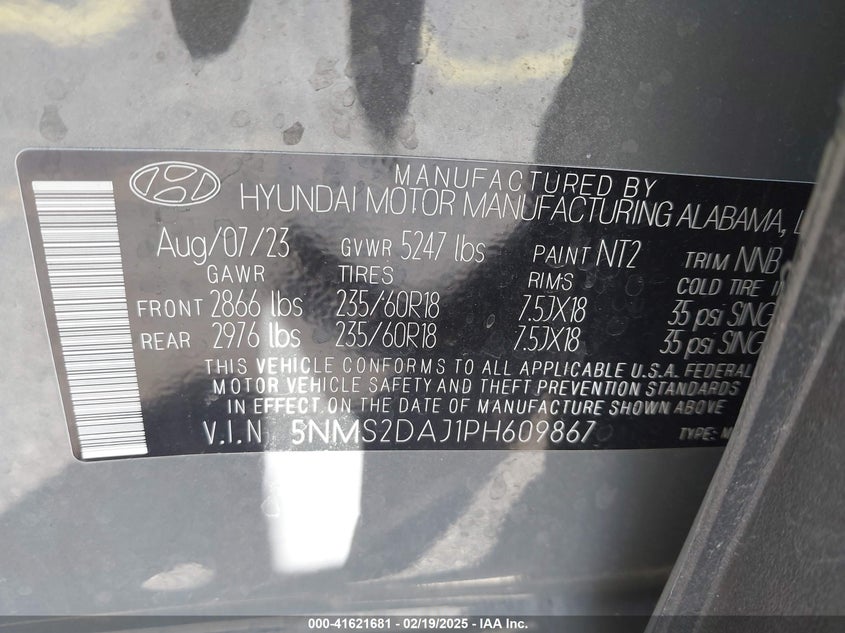 MANUFACTURED BY
HYUNDAI MOTOR MANUFACTURING ALABAMA,
Aug/07/23 GVWR 5247 lbs PAINT NT2 TRIM NNB
GAWR TIRES RIMS COLD TIRE
FRONT 2866 lbs 235/60R18 7.5JX18 35 psi SING
REAR 2976 lbs 235/60R18 7.5JX18 35 psi SING
THIS VEHICLE CONFORMS TO ALL APPLICABLE U.S.A. FEDERAL
MOTOR VEHICLE SAFETY AND THEFT PREVENTION STANDARDS
IN EFFECT ON THE DATE OF MANUFACTURE SHOWN ABOVE
V.I.N 5NMS2DAJ1PH609867 TYPE:
000-41621681 - 02/19/2025 - IAA Inc.